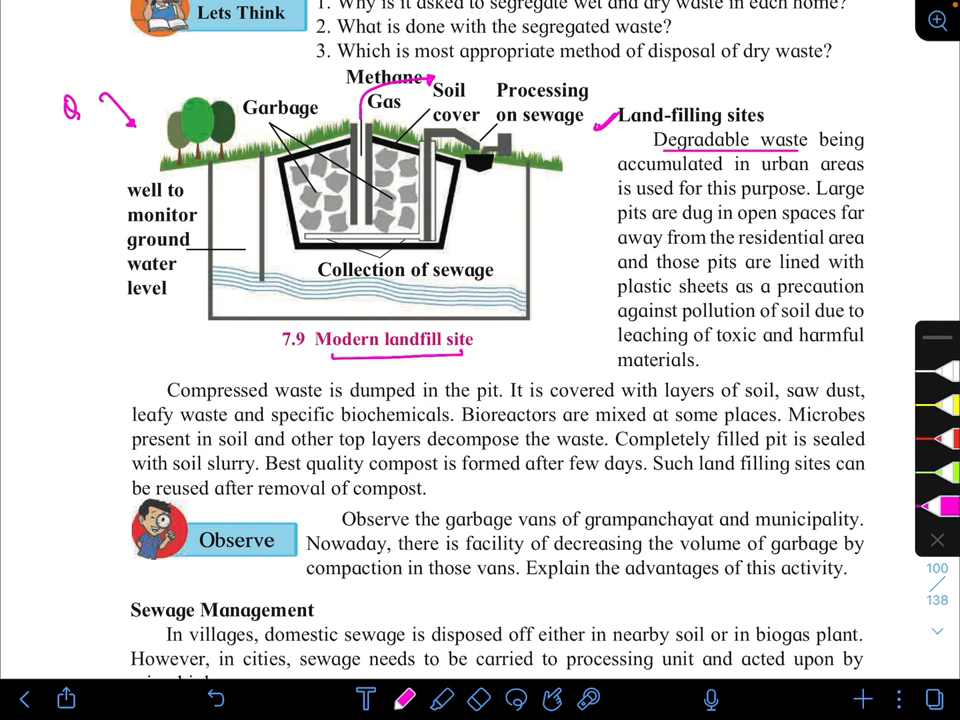 1. Why is it asked to segregate wet and dry waste in each home?
Lets Think
2. What is done with the segregated waste?
3. Which is most appropriate method of disposal of dry waste?
Methane
Gas
Soil
cover
Processing
on sewage
Garbage
Q
well to
monitor
ground
water
level
Collection of sewage
7.9 Modern landfill site
Land-filling sites
Degradable waste being
accumulated in urban areas
is used for this purpose. Large
pits are dug in open spaces far
away from the residential area
and those pits are lined with
plastic sheets as a precaution
against pollution of soil due to
leaching of toxic and harmful
materials.
Compressed waste is dumped in the pit. It is covered with layers of soil, saw dust,
leafy waste and specific biochemicals. Bioreactors are mixed at some places. Microbes
present in soil and other top layers decompose the waste. Completely filled pit is sealed
with soil slurry. Best quality compost is formed after few days. Such land filling sites can
be reused after removal of compost.
Observe
Observe the garbage vans of grampanchayat and municipality.
Nowaday, there is facility of decreasing the volume of garbage by
compaction in those vans. Explain the advantages of this activity.
Sewage Management
In villages, domestic sewage is disposed off either in nearby soil or in biogas plant.
However, in cities, sewage needs to be carried to processing unit and acted upon by
100
138
T